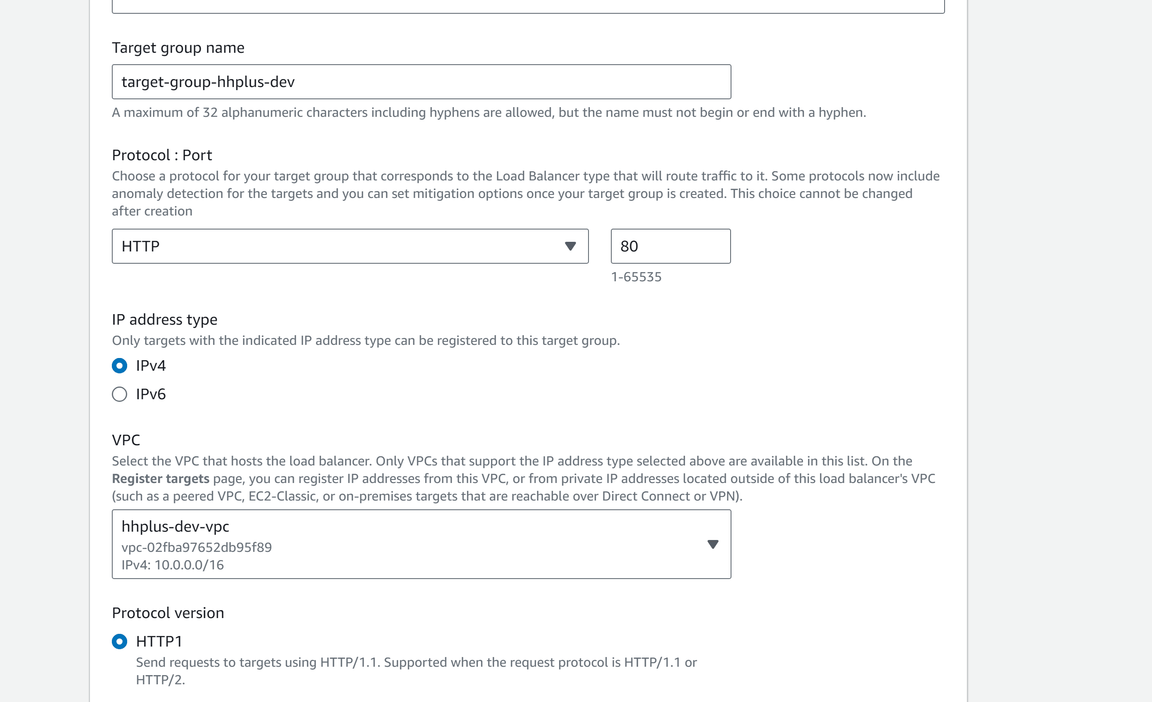 Target group name
target-group-hhplus-dev
A maximum of 32 alphanumeric characters including hyphens are allowed, but the name must not begin or end with a hyphen.
Protocol : Port
Choose a protocol for your target group that corresponds to the Load Balancer type that will route traffic to it. Some protocols now include
anomaly detection for the targets and you can set mitigation options once your target group is created. This choice cannot be changed
after creation
HTTP
80
1-65535
IP address type
Only targets with the indicated IP address type can be registered to this target group.
IPv4
IPv6
VPC
Select the VPC that hosts the load balancer. Only VPCs that support the IP address type selected above are available in this list. On the
Register targets page, you can register IP addresses from this VPC, or from private IP addresses located outside of this load balancer's VPC
(such as a peered VPC, EC2-Classic, or on-premises targets that are reachable over Direct Connect or VPN).
hhplus-dev-vpc
vpc-02fba97652db95f89
IPv4: 10.0.0.0/16
Protocol version
HTTP1
Send requests to targets using HTTP/1.1. Supported when the request protocol is HTTP/1.1 or
HTTP/2.